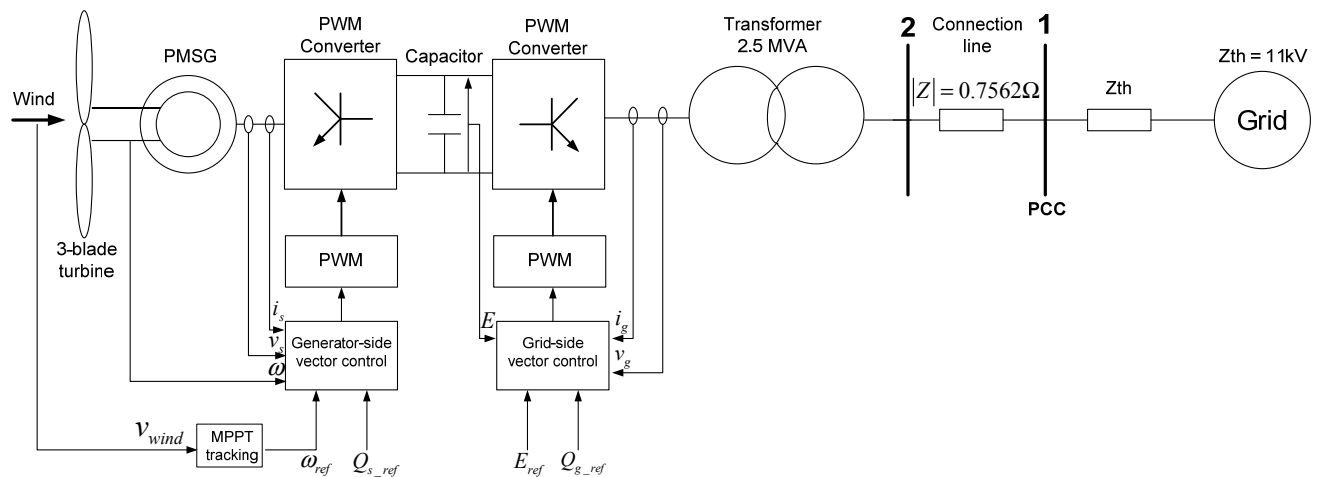 Wind
3-blade
turbine
PMSG
PWM
Converter
Capacitor
PWM
Converter
Transformer
2.5 MVA
2
Connection
line
1
|Z| = 0.7562Ω
PCC
Zth
Zth = 11kV
Grid
PWM
PWM
i_s
v_s
ω
Generator-side
vector control
E
Grid-side
vector control
i_g
v_g
v_wind
MPPT
tracking
ω_ref
Q_s_ref
E_ref
Q_g_ref